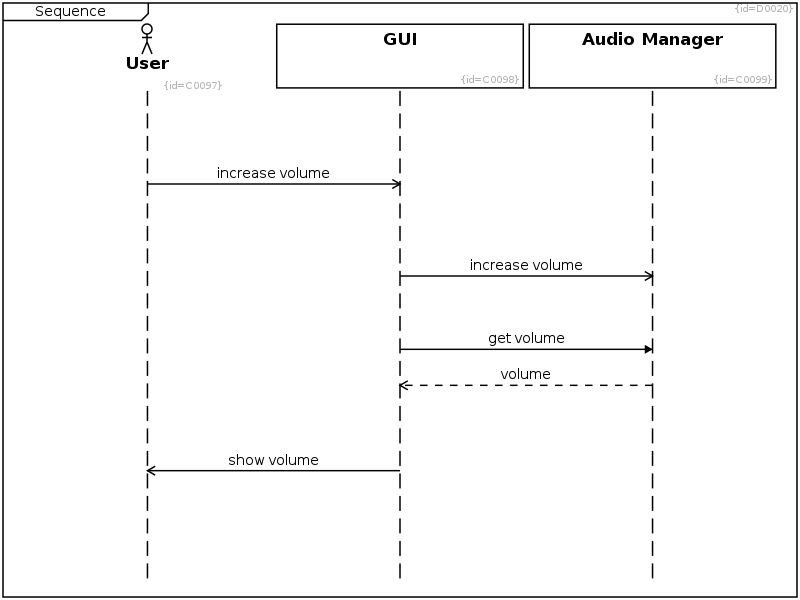 Sequence
{id=D0020}
User
{id=C0097}
GUI
{id=C0098}
Audio Manager
{id=C0099}
increase volume
increase volume
get volume
volume
show volume